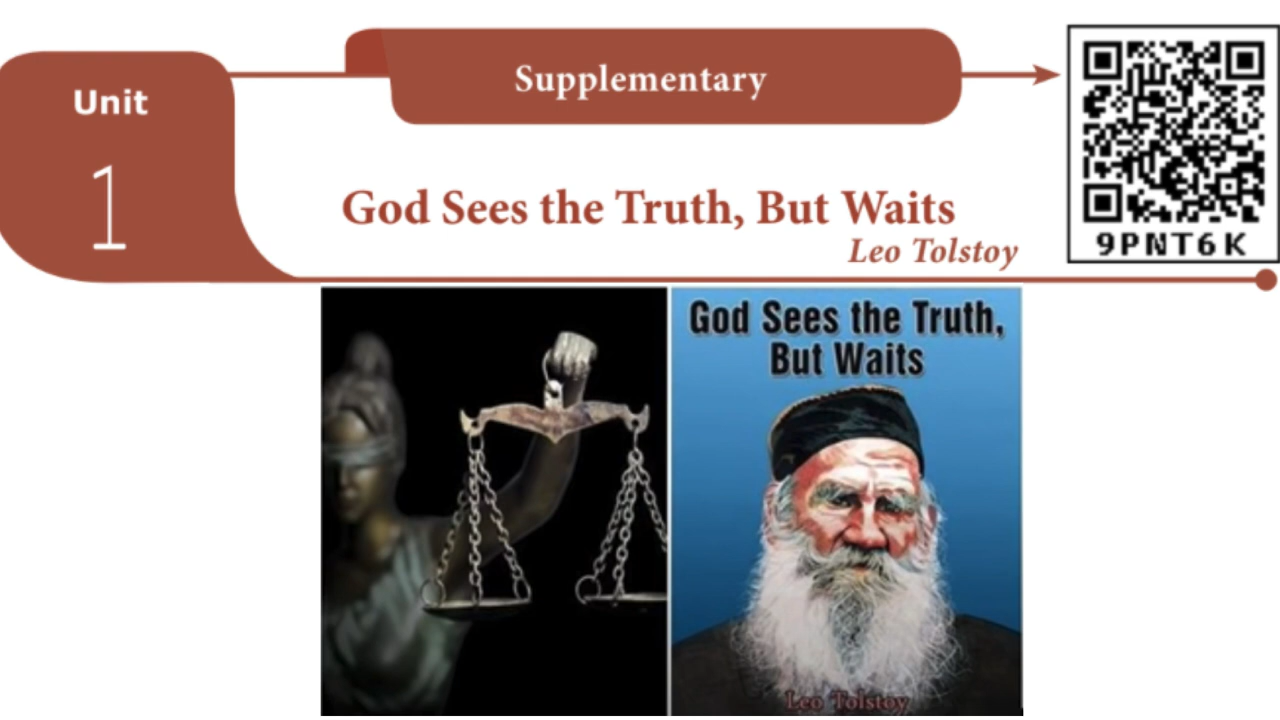 Unit
1
Supplementary
God Sees the Truth, But Waits
Leo Tolstoy
9PNT6K
God Sees the Truth,
But Waits
Leo Tolstoy